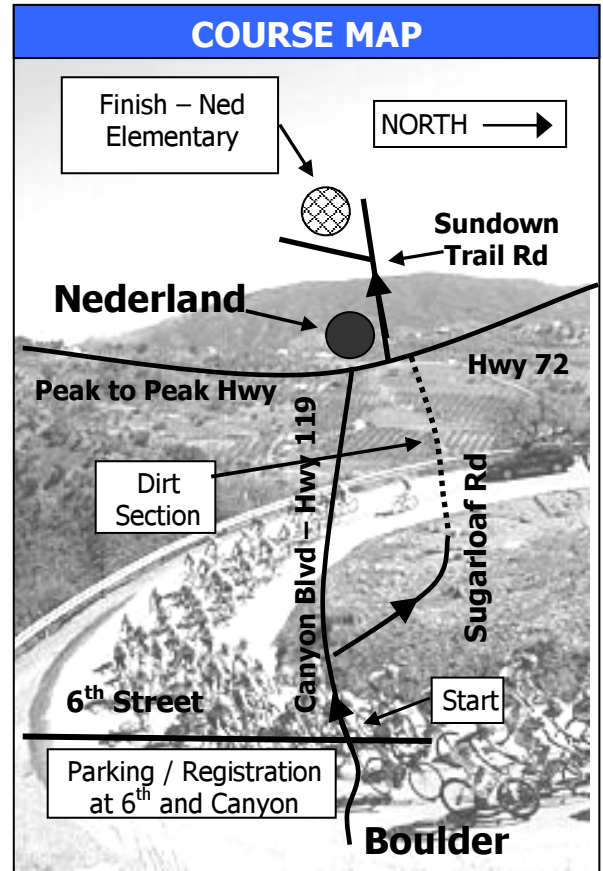 COURSE MAP
Finish – Ned
Elementary
NORTH
Sundown
Trail Rd
Nederland
Hwy 72
Peak to Peak Hwy
Canyon Blvd – Hwy 119
Dirt
Section
Sugarloaf Rd
6th Street
Start
Parking / Registration
at 6th and Canyon
Boulder